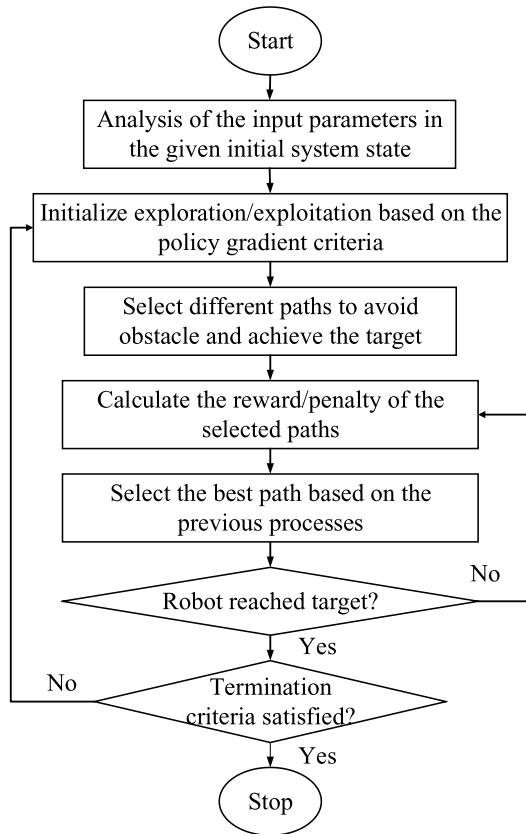 Start
Analysis of the input parameters in
the given initial system state
Initialize exploration/exploitation based on the
policy gradient criteria
Select different paths to avoid
obstacle and achieve the target
Calculate the reward/penalty of the
selected paths
Select the best path based on the
previous processes
Robot reached target?
No
Yes
Termination
criteria satisfied?
No
Yes
Stop